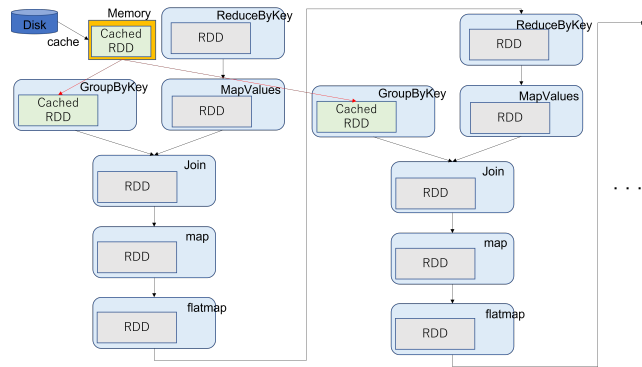 Disk
cache
Memory
Cached
RDD
ReduceByKey
RDD
GroupByKey
Cached
RDD
MapValues
RDD
Join
RDD
map
RDD
flatmap
RDD
ReduceByKey
RDD
GroupByKey
Cached
RDD
MapValues
RDD
Join
RDD
map
RDD
flatmap
RDD
. . .